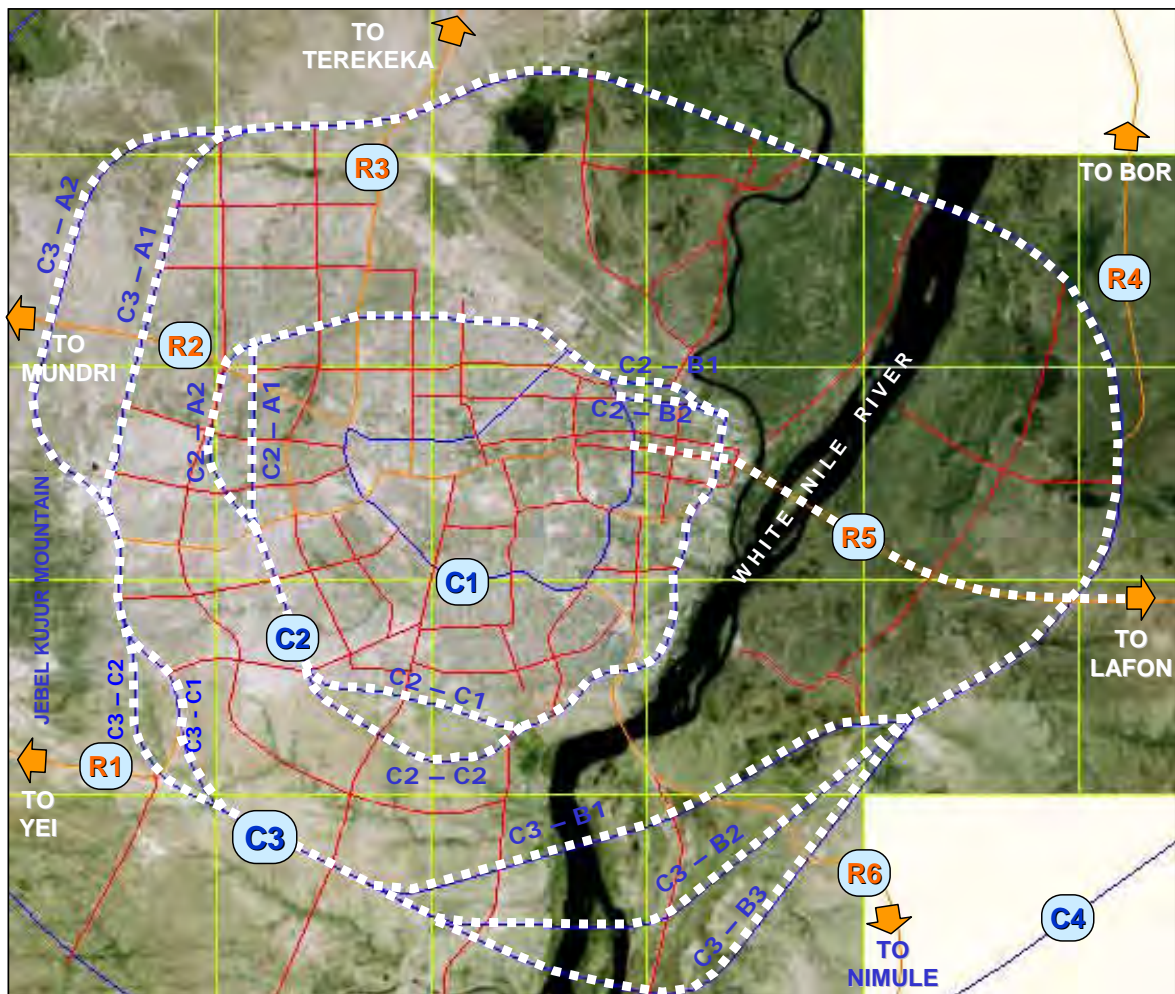 TO
TEREKEKA
R3
TO BOR
C3 – A2
C3 – A1
R4
TO
MUNDRI
R2
C2 – B1
C2 – B2
C2 – A2
C2 – A1
WHITE NILE RIVER
JEBEL KUJUR MOUNTAIN
R5
C1
C2
TO
LAFON
C2 – C1
C3 – C2
C3 - C1
C2 – C2
R1
TO
YEI
C3
C3 – B1
C3 – B2
C3 – B3
R6
C4
TO
NIMULE